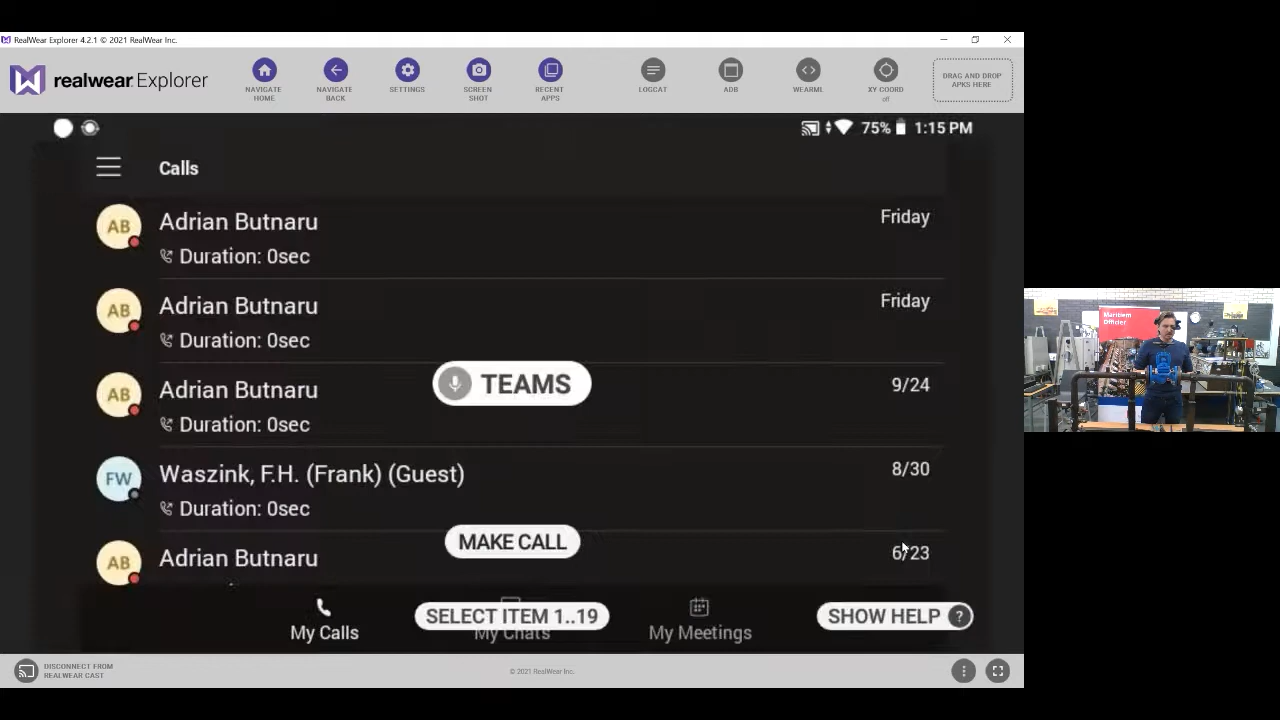 RealWear Explorer 4.2.1 © 2021 RealWear Inc.
realwear Explorer
NAVIGATE HOME
NAVIGATE BACK
SETTINGS
SCREEN SHOT
RECENT APPS
LOGCAT
ADB
WEARML
XY COORD
off
DRAG AND DROP APKS HERE
75% 1:15 PM
Calls
AB Adrian Butnaru Friday
Duration: 0sec
AB Adrian Butnaru Friday
Duration: 0sec
AB Adrian Butnaru 9/24
Duration: 0sec
TEAMS
FW Waszink, F.H. (Frank) (Guest) 8/30
Duration: 0sec
MAKE CALL
AB Adrian Butnaru 6/23
SELECT ITEM 1..19
SHOW HELP ?
My Calls
My Chats
My Meetings
DISCONNECT FROM REALWEAR CAST
© 2021 RealWear Inc.
Maritiem
Officier